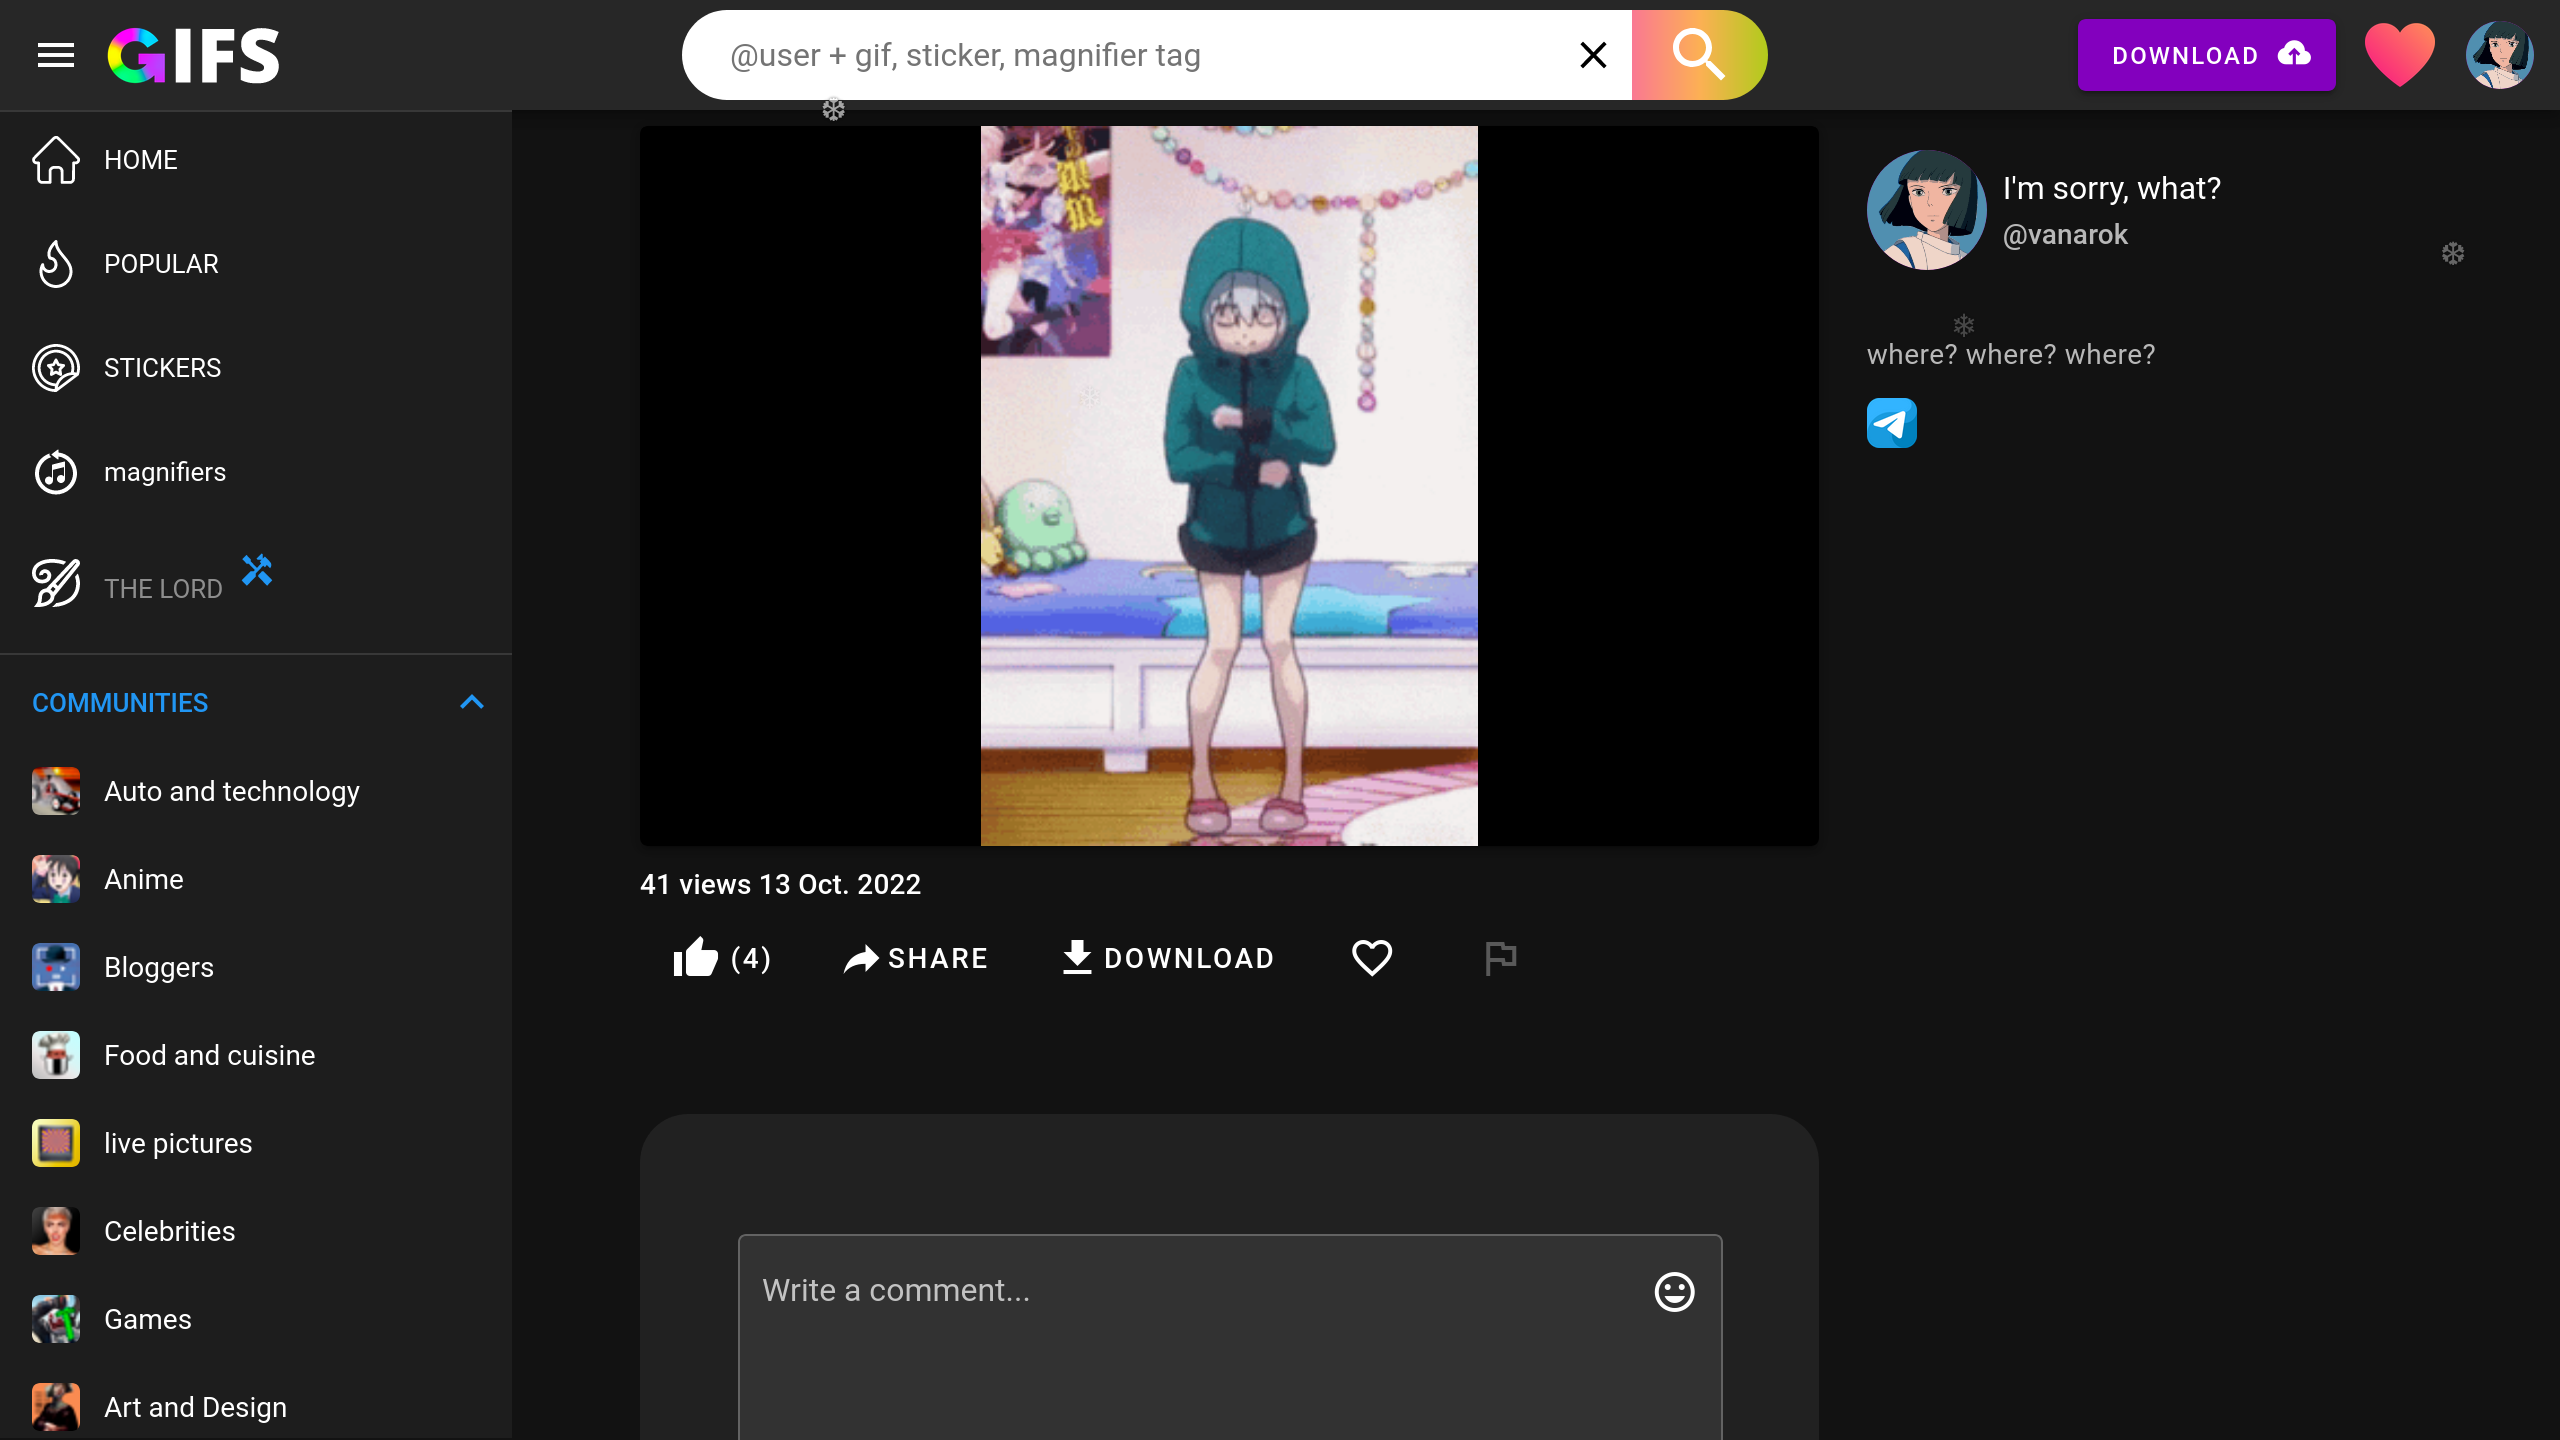 GIFS
@user + gif, sticker, magnifier tag
DOWNLOAD
HOME
POPULAR
STICKERS
magnifiers
THE LORD
COMMUNITIES
Auto and technology
Anime
Bloggers
Food and cuisine
live pictures
Celebrities
Games
Art and Design
41 views 13 Oct. 2022
(4)
SHARE
DOWNLOAD
Write a comment...
I'm sorry, what?
@vanarok
where? where? where?